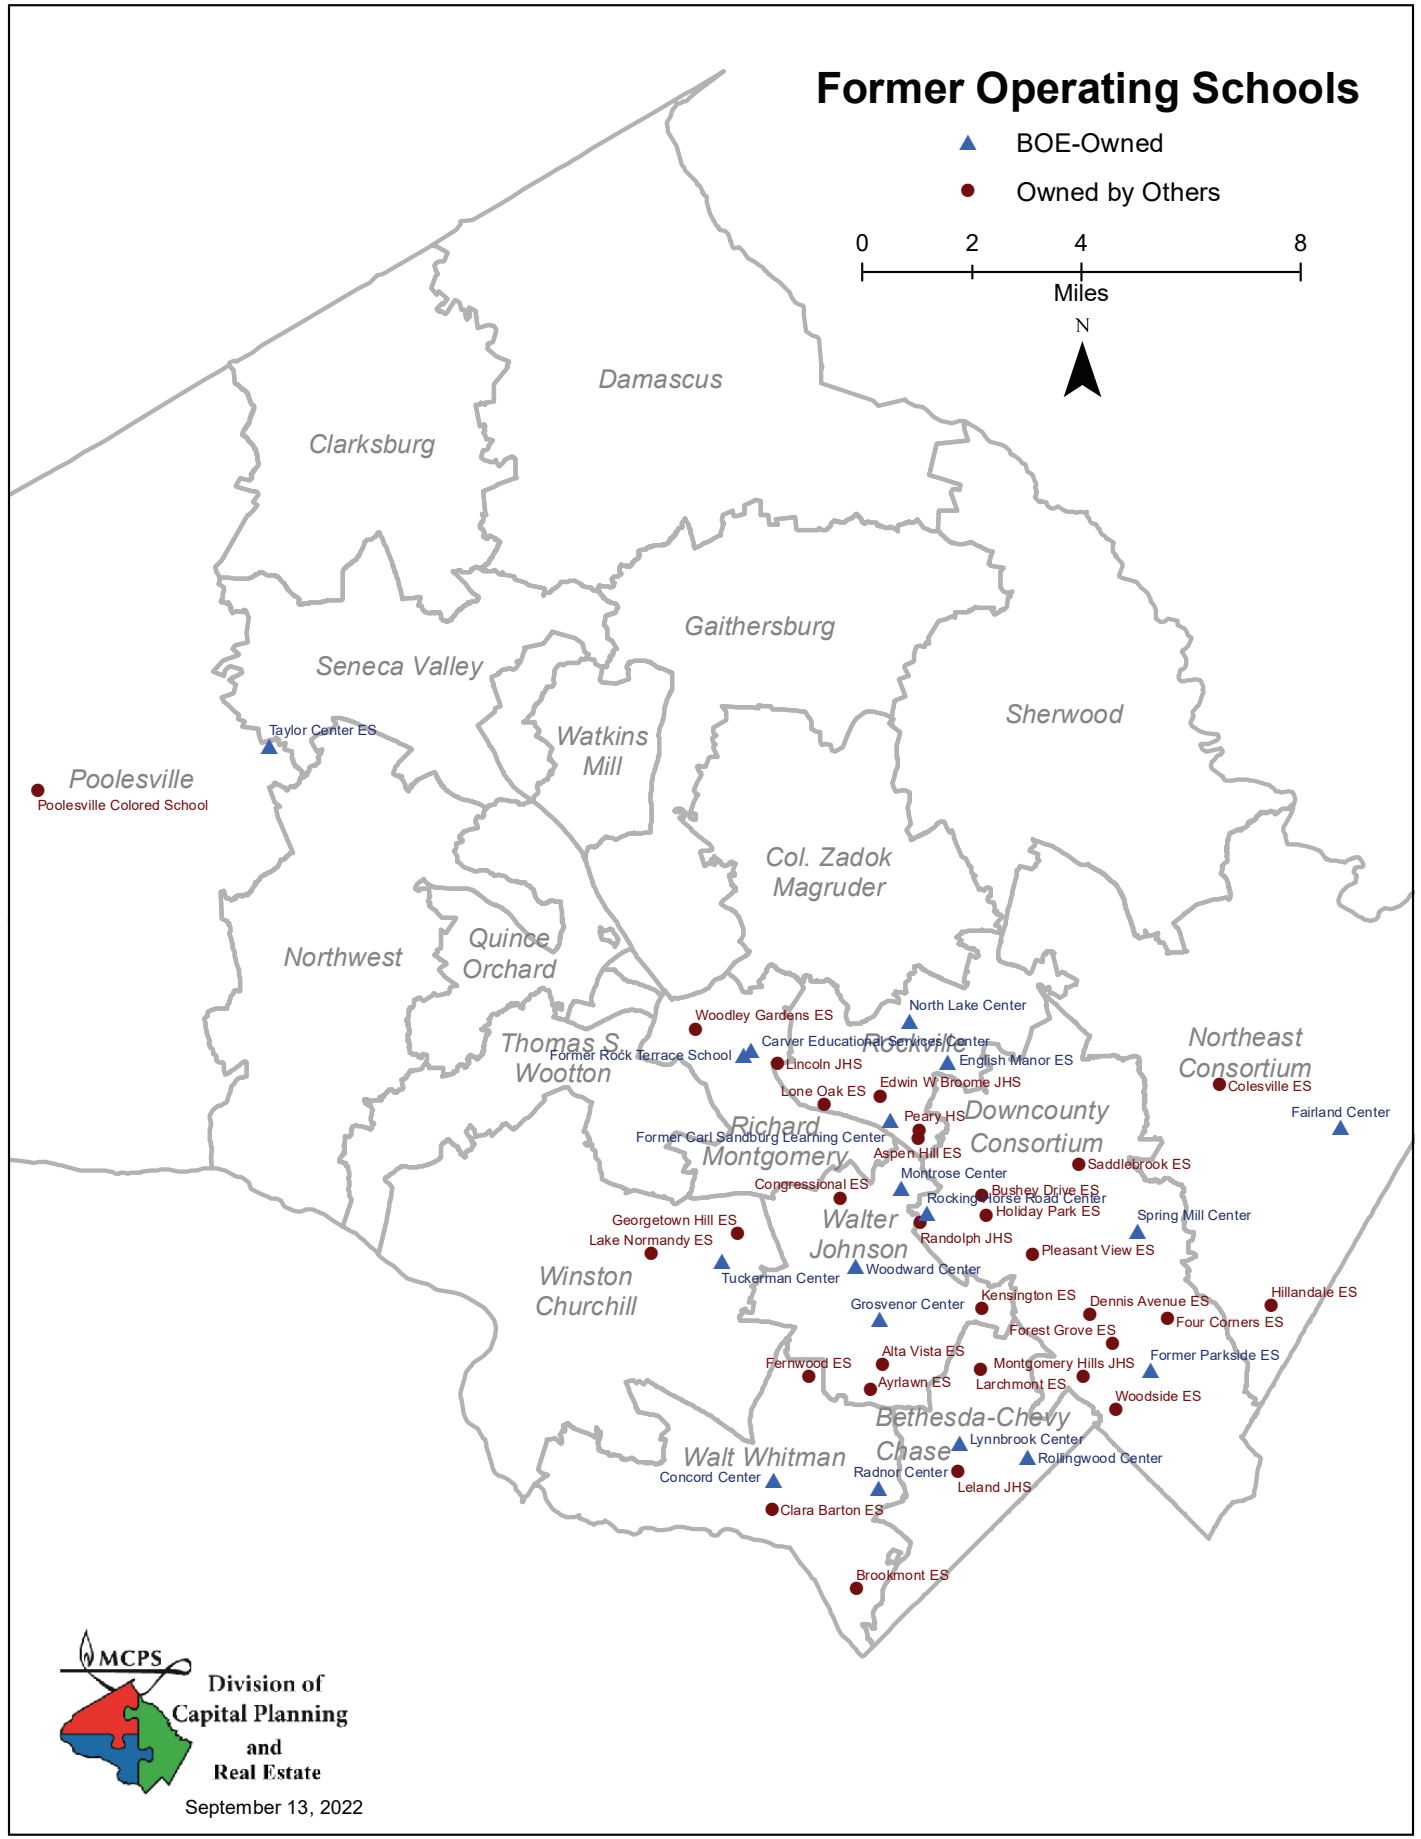 Former Operating Schools
BOE-Owned
Owned by Others
0 2 4 8
Miles
N
Damascus
Clarksburg
Gaithersburg
Seneca Valley
Sherwood
Taylor Center ES
Watkins
Mill
Poolesville
Poolesville Colored School
Col. Zadok
Magruder
Quince
Orchard
Northwest
North Lake Center
Woodley Gardens ES
Thomas S.
Wootton
Former Rock Terrace School
Carver Educational Services Center
Rockville
Northeast
Consortium
English Manor ES
Lincoln JHS
Colesville ES
Edwin W Broome JHS
Lone Oak ES
Downcounty
Consortium
Fairland Center
Peary HS
Richard
Montgomery
Former Carl Sandburg Learning Center
Aspen Hill ES
Saddlebrook ES
Montrose Center
Congressional ES
Bushey Drive ES
Rocking Horse Road Center
Holiday Park ES
Spring Mill Center
Walter
Johnson
Georgetown Hill ES
Lake Normandy ES
Randolph JHS
Pleasant View ES
Woodward Center
Tuckerman Center
Winston
Churchill
Kensington ES
Hillandale ES
Grosvenor Center
Dennis Avenue ES
Four Corners ES
Forest Grove ES
Alta Vista ES
Former Parkside ES
Fernwood ES
Montgomery Hills JHS
Ayrlawn ES
Larchmont ES
Woodside ES
Bethesda-Chevy
Chase
Lynnbrook Center
Walt Whitman
Rollingwood Center
Concord Center
Radnor Center
Leland JHS
Clara Barton ES
Brookmont ES
MCPS
Division of
Capital Planning
and
Real Estate
September 13, 2022